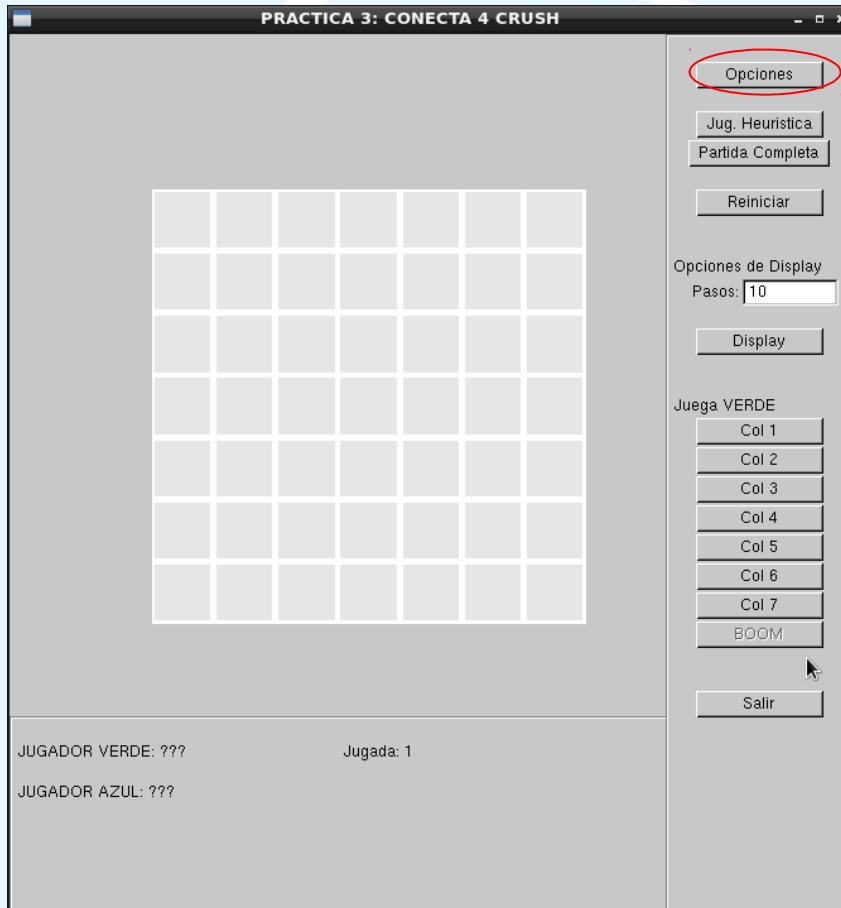 PRACTICA 3: CONECTA 4 CRUSH
Opciones
Jug. Heuristica
Partida Completa
Reiniciar
Opciones de Display
Pasos: 10
Display
Juega VERDE
Col 1
Col 2
Col 3
Col 4
Col 5
Col 6
Col 7
BOOM
Salir
JUGADOR VERDE: ??? Jugada: 1
JUGADOR AZUL: ???